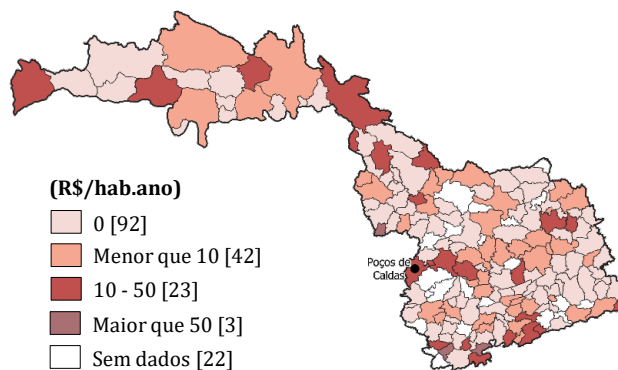 (R$/hab.ano)
0 [92]
Menor que 10 [42]
10 - 50 [23]
Maior que 50 [3]
Sem dados [22]
Poços de
Caldas